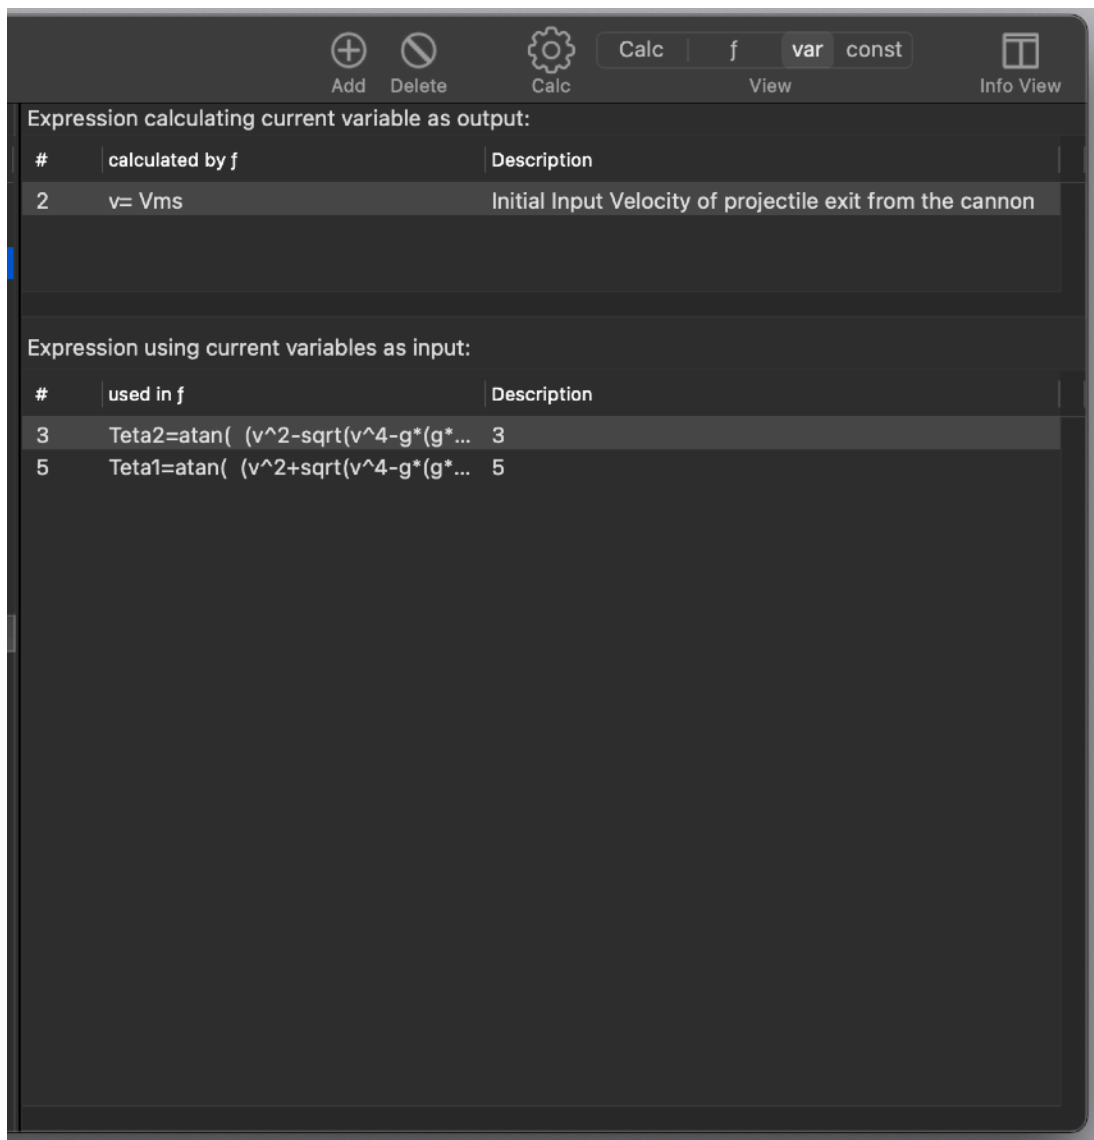 Calc ƒ var const
Add Delete Calc View Info View
Expression calculating current variable as output:
# calculated by ƒ Description
2 v= Vms Initial Input Velocity of projectile exit from the cannon
Expression using current variables as input:
# used in ƒ Description
3 Teta2=atan(  (v^2-sqrt(v^4-g*(g*... 3
5 Teta1=atan(  (v^2+sqrt(v^4-g*(g*... 5